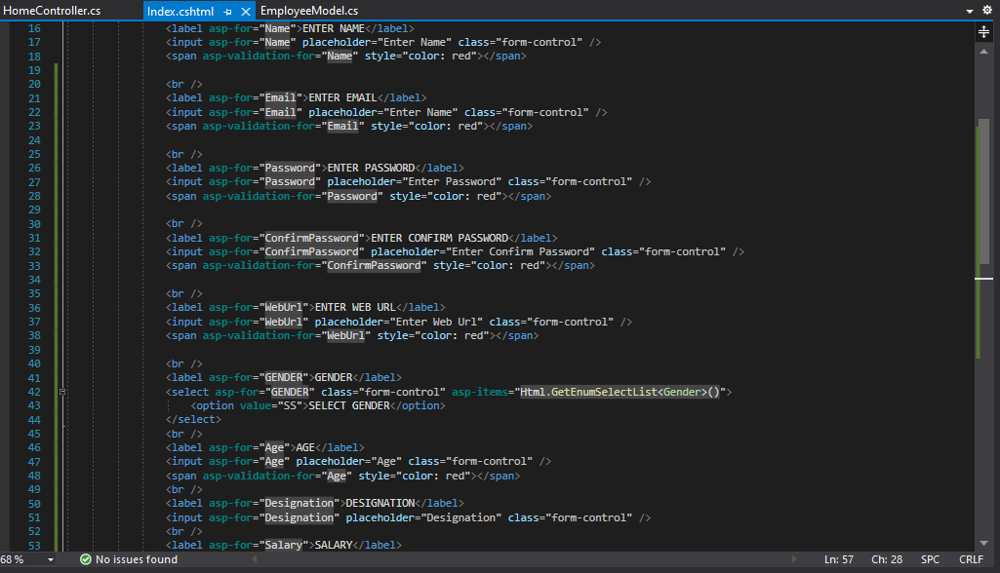 HomeController.cs Index.cshtml EmployeeModel.cs
16 <label asp-for="Name">ENTER NAME</label>
17 <input asp-for="Name" placeholder="Enter Name" class="form-control" />
18 <span asp-validation-for="Name" style="color: red"></span>
19
20 <br />
21 <label asp-for="Email">ENTER EMAIL</label>
22 <input asp-for="Email" placeholder="Enter Name" class="form-control" />
23 <span asp-validation-for="Email" style="color: red"></span>
24
25 <br />
26 <label asp-for="Password">ENTER PASSWORD</label>
27 <input asp-for="Password" placeholder="Enter Password" class="form-control" />
28 <span asp-validation-for="Password" style="color: red"></span>
29
30 <br />
31 <label asp-for="ConfirmPassword">ENTER CONFIRM PASSWORD</label>
32 <input asp-for="ConfirmPassword" placeholder="Enter Confirm Password" class="form-control" />
33 <span asp-validation-for="ConfirmPassword" style="color: red"></span>
34
35 <br />
36 <label asp-for="WebUrl">ENTER WEB URL</label>
37 <input asp-for="WebUrl" placeholder="Enter Web Url" class="form-control" />
38 <span asp-validation-for="WebUrl" style="color: red"></span>
39
40 <br />
41 <label asp-for="GENDER">GENDER</label>
42 <select asp-for="GENDER" class="form-control" asp-items="Html.GetEnumSelectList<Gender>()">
43 <option value="SS">SELECT GENDER</option>
44 </select>
45 <br />
46 <label asp-for="Age">AGE</label>
47 <input asp-for="Age" placeholder="Age" class="form-control" />
48 <span asp-validation-for="Age" style="color: red"></span>
49 <br />
50 <label asp-for="Designation">DESIGNATION</label>
51 <input asp-for="Designation" placeholder="Designation" class="form-control" />
52 <br />
53 <label asp-for="Salary">SALARY</label>
68 % No issues found Ln: 57 Ch: 28 SPC CRLF